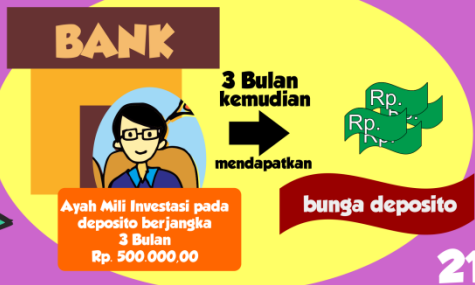 BANK
3 Bulan
kemudian
mendapatkan
Rp.
Rp.
Rp.
Ayah Mili Investasi pada
deposito berjangka
3 Bulan
Rp. 500.000,00
bunga deposito
21